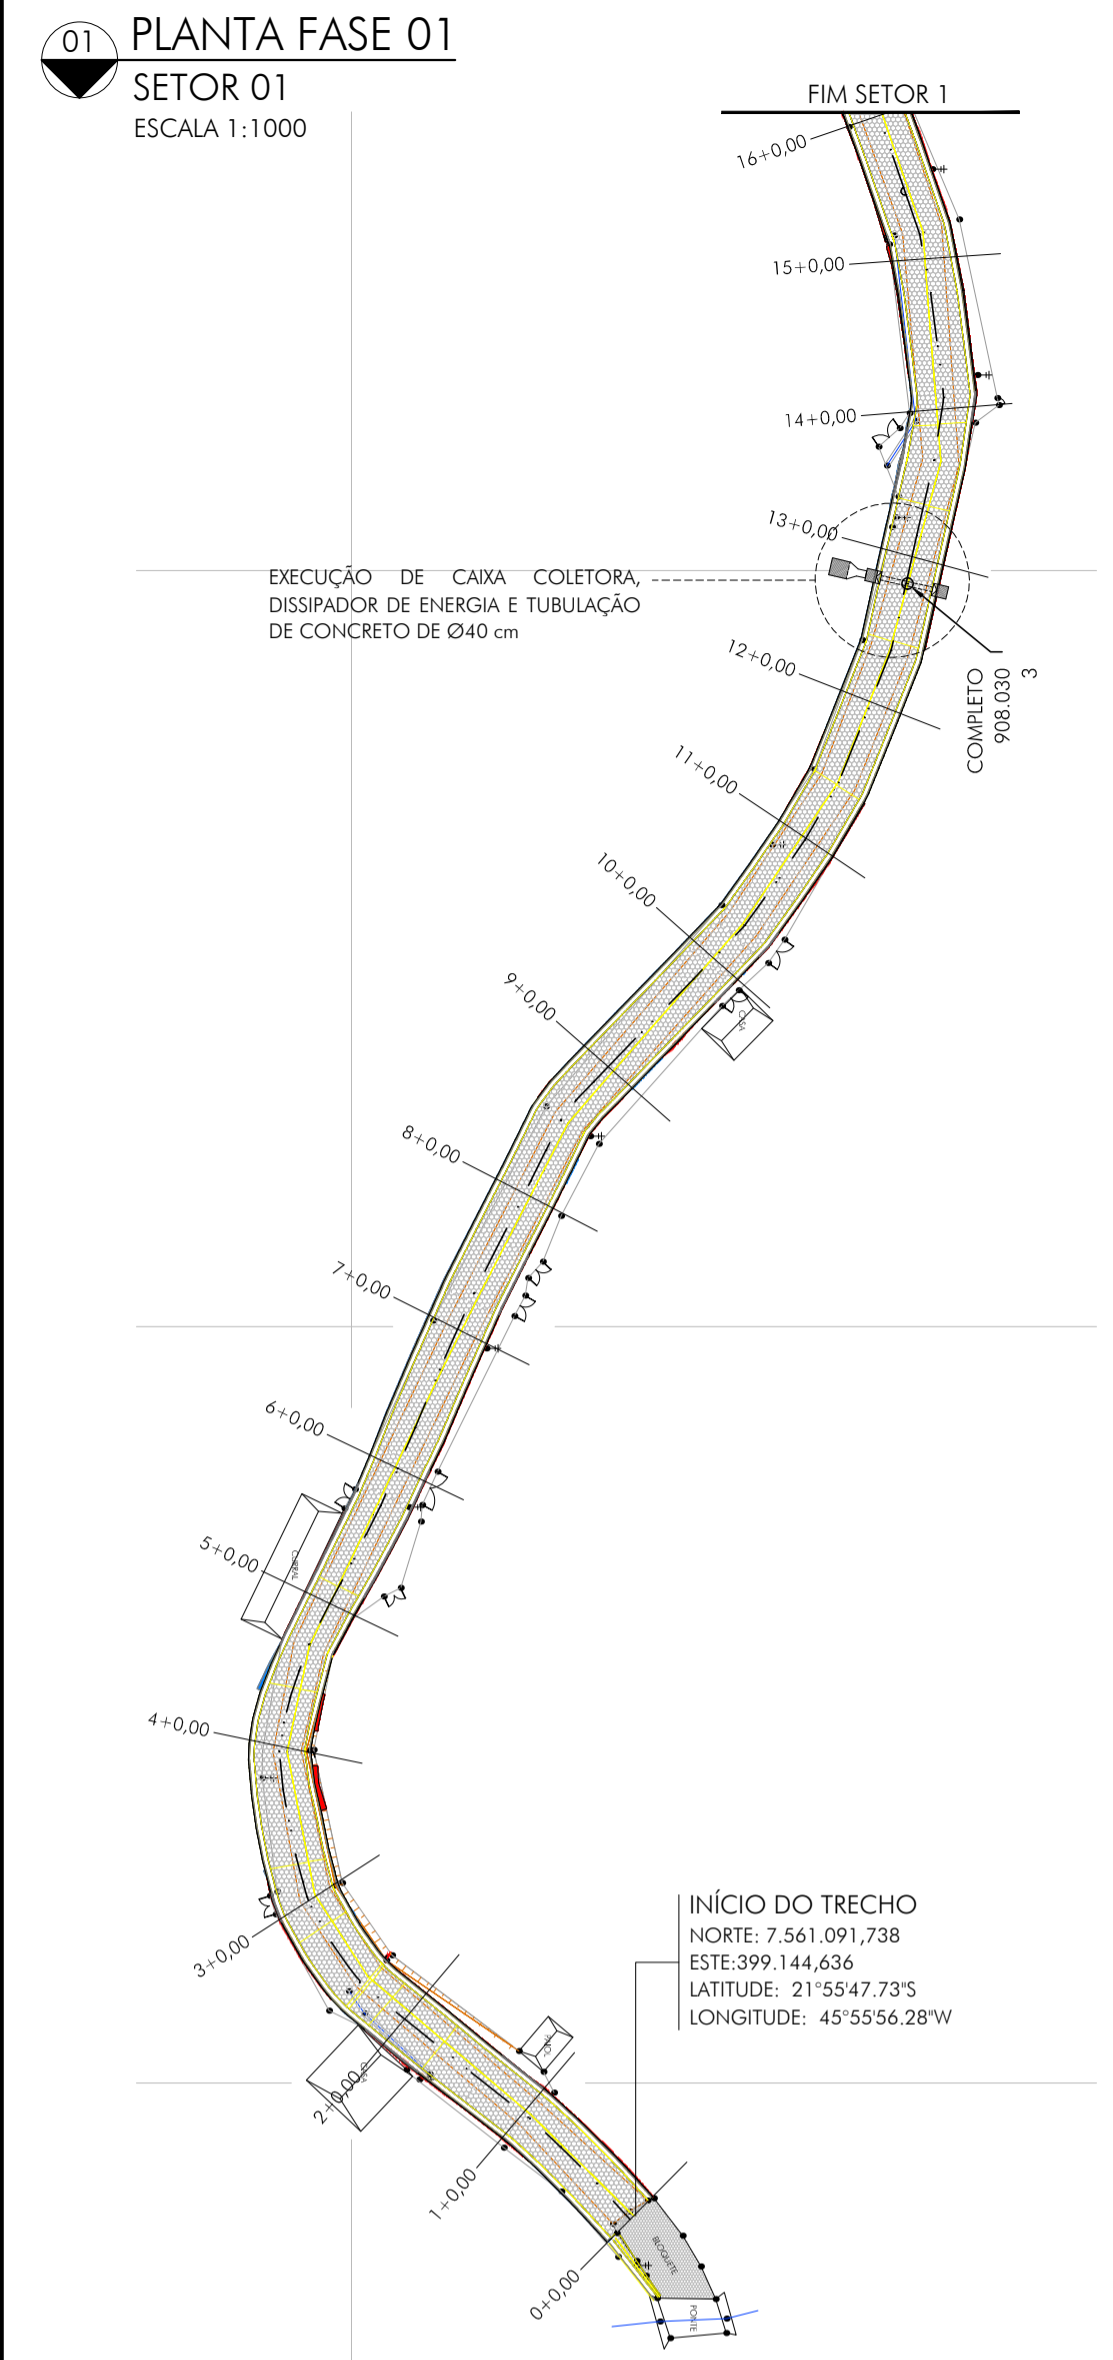 01
PLANTA FASE 01
SETOR 01
ESCALA 1:1000
FIM SETOR 1
16+0,00
15+0,00
14+0,00
13+0,00
EXECUÇÃO DE CAIXA COLETORA,
DISSIPADOR DE ENERGIA E TUBULAÇÃO
DE CONCRETO DE Ø40 cm
12+0,00
COMPLETO
908.030
3
11+0,00
10+0,00
CASA
9+0,00
8+0,00
7+0,00
6+0,00
CURRAL
5+0,00
4+0,00
3+0,00
INÍCIO DO TRECHO
NORTE: 7.561.091,738
ESTE:399.144,636
LATITUDE: 21°55'47.73"S
LONGITUDE: 45°55'56.28"W
2+0,00
CASA
1+0,00
BLOQUETE
0+0,00
PONTE